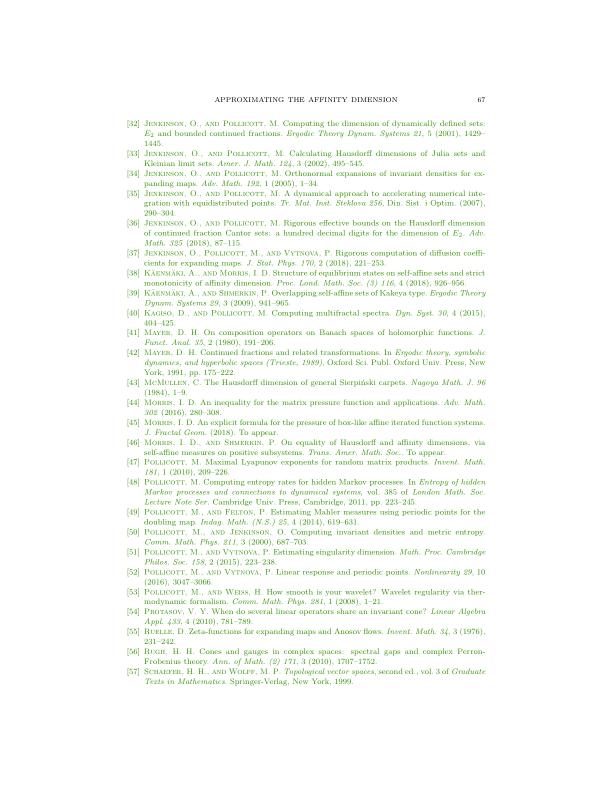 APPROXIMATING THE AFFINITY DIMENSION 67
[32] Jenkinson, O., and Pollicott, M. Computing the dimension of dynamically defined sets:
E2 and bounded continued fractions. Ergodic Theory Dynam. Systems 21, 5 (2001), 1429–
1445.
[33] Jenkinson, O., and Pollicott, M. Calculating Hausdorff dimensions of Julia sets and
Kleinian limit sets. Amer. J. Math. 124, 3 (2002), 495–545.
[34] Jenkinson, O., and Pollicott, M. Orthonormal expansions of invariant densities for ex-
panding maps. Adv. Math. 192, 1 (2005), 1–34.
[35] Jenkinson, O., and Pollicott, M. A dynamical approach to accelerating numerical inte-
gration with equidistributed points. Tr. Mat. Inst. Steklova 256, Din. Sist. i Optim. (2007),
290–304.
[36] Jenkinson, O., and Pollicott, M. Rigorous effective bounds on the Hausdorff dimension
of continued fraction Cantor sets: a hundred decimal digits for the dimension of E2. Adv.
Math. 325 (2018), 87–115.
[37] Jenkinson, O., Pollicott, M., and Vytnova, P. Rigorous computation of diffusion coeffi-
cients for expanding maps. J. Stat. Phys. 170, 2 (2018), 221–253.
[38] Käenmäki, A., and Morris, I. D. Structure of equilibrium states on self-affine sets and strict
monotonicity of affinity dimension. Proc. Lond. Math. Soc. (3) 116, 4 (2018), 926–956.
[39] Käenmäki, A., and Shmerkin, P. Overlapping self-affine sets of Kakeya type. Ergodic Theory
Dynam. Systems 29, 3 (2009), 941–965.
[40] Kagiso, D., and Pollicott, M. Computing multifractal spectra. Dyn. Syst. 30, 4 (2015),
404–425.
[41] Mayer, D. H. On composition operators on Banach spaces of holomorphic functions. J.
Funct. Anal. 35, 2 (1980), 191–206.
[42] Mayer, D. H. Continued fractions and related transformations. In Ergodic theory, symbolic
dynamics, and hyperbolic spaces (Trieste, 1989), Oxford Sci. Publ. Oxford Univ. Press, New
York, 1991, pp. 175–222.
[43] McMullen, C. The Hausdorff dimension of general Sierpiński carpets. Nagoya Math. J. 96
(1984), 1–9.
[44] Morris, I. D. An inequality for the matrix pressure function and applications. Adv. Math.
302 (2016), 280–308.
[45] Morris, I. D. An explicit formula for the pressure of box-like affine iterated function systems.
J. Fractal Geom. (2018). To appear.
[46] Morris, I. D., and Shmerkin, P. On equality of Hausdorff and affinity dimensions, via
self-affine measures on positive subsystems. Trans. Amer. Math. Soc.. To appear.
[47] Pollicott, M. Maximal Lyapunov exponents for random matrix products. Invent. Math.
181, 1 (2010), 209–226.
[48] Pollicott, M. Computing entropy rates for hidden Markov processes. In Entropy of hidden
Markov processes and connections to dynamical systems, vol. 385 of London Math. Soc.
Lecture Note Ser. Cambridge Univ. Press, Cambridge, 2011, pp. 223–245.
[49] Pollicott, M., and Felton, P. Estimating Mahler measures using periodic points for the
doubling map. Indag. Math. (N.S.) 25, 4 (2014), 619–631.
[50] Pollicott, M., and Jenkinson, O. Computing invariant densities and metric entropy.
Comm. Math. Phys. 211, 3 (2000), 687–703.
[51] Pollicott, M., and Vytnova, P. Estimating singularity dimension. Math. Proc. Cambridge
Philos. Soc. 158, 2 (2015), 223–238.
[52] Pollicott, M., and Vytnova, P. Linear response and periodic points. Nonlinearity 29, 10
(2016), 3047–3066.
[53] Pollicott, M., and Weiss, H. How smooth is your wavelet? Wavelet regularity via ther-
modynamic formalism. Comm. Math. Phys. 281, 1 (2008), 1–21.
[54] Protasov, V. Y. When do several linear operators share an invariant cone? Linear Algebra
Appl. 433, 4 (2010), 781–789.
[55] Ruelle, D. Zeta-functions for expanding maps and Anosov flows. Invent. Math. 34, 3 (1976),
231–242.
[56] Rugh, H. H. Cones and gauges in complex spaces: spectral gaps and complex Perron-
Frobenius theory. Ann. of Math. (2) 171, 3 (2010), 1707–1752.
[57] Schaefer, H. H., and Wolff, M. P. Topological vector spaces, second ed., vol. 3 of Graduate
Texts in Mathematics. Springer-Verlag, New York, 1999.